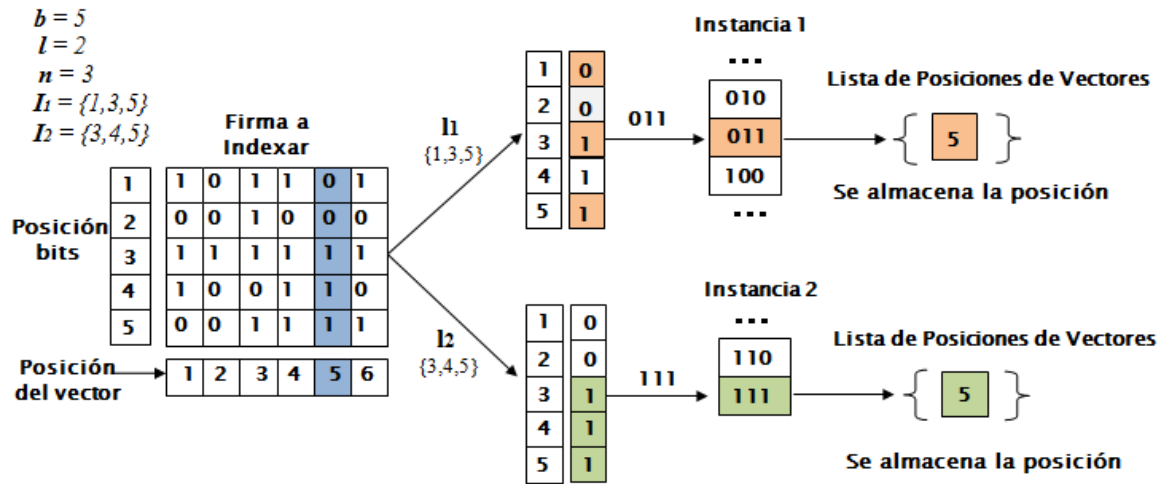 b = 5
l = 2
n = 3
I1 = {1,3,5}
I2 = {3,4,5}
Firma a
Indexar
Posición
bits
1
2
3
4
5
1 0 1 1 0 1
0 0 1 0 0 0
1 1 1 1 1 1
1 0 0 1 1 0
0 0 1 1 1 1
Posición
del vector
1 2 3 4 5 6
I1
{1,3,5}
1 0
2 0
3 1
4 1
5 1
011
Instancia 1
...
010
011
100
...
Lista de Posiciones de Vectores
{ 5 }
Se almacena la posición
I2
{3,4,5}
1 0
2 0
3 1
4 1
5 1
111
Instancia 2
...
110
111
Lista de Posiciones de Vectores
{ 5 }
Se almacena la posición